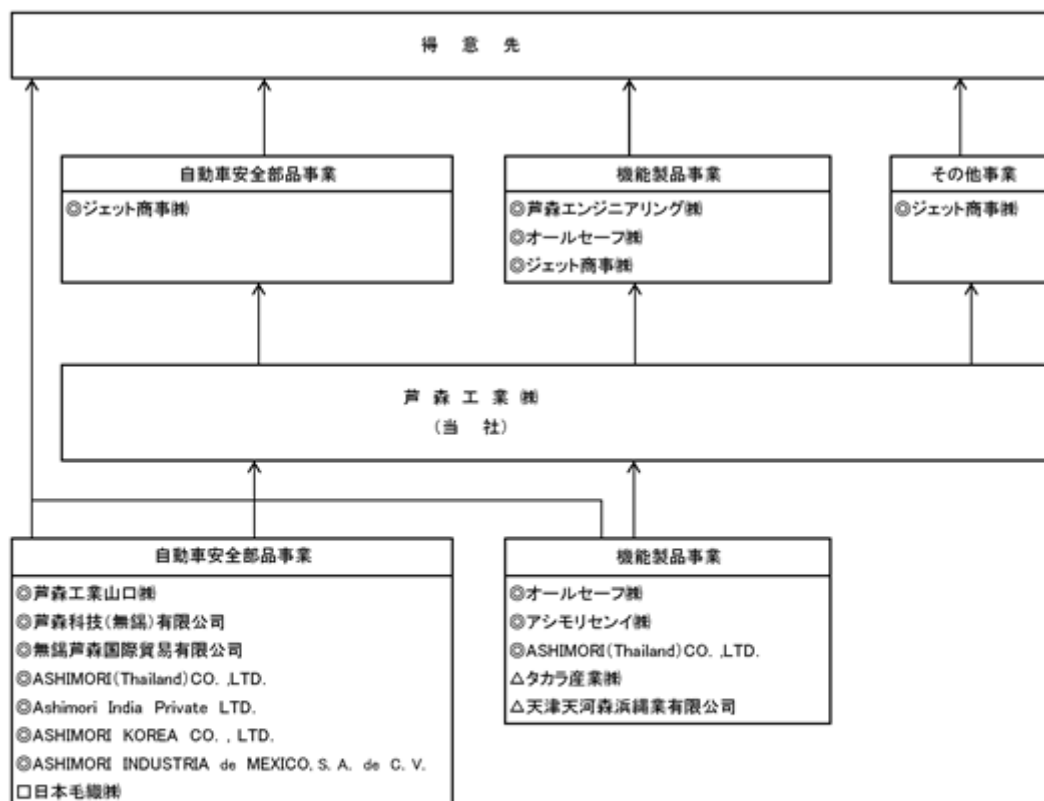 得 意 先
自動車安全部品事業
◎ジェット商事㈱
機能製品事業
◎芦森エンジニアリング㈱
◎オールセーフ㈱
◎ジェット商事㈱
その他事業
◎ジェット商事㈱
芦 森 工 業 ㈱
(当 社)
自動車安全部品事業
◎芦森工業山口㈱
◎芦森科技(無錫)有限公司
◎無錫芦森国際貿易有限公司
◎ASHIMORI(Thailand)CO. ,LTD.
◎Ashimori India Private LTD.
◎ASHIMORI KOREA CO. , LTD.
◎ASHIMORI INDUSTRIA de MEXICO, S. A. de C. V.
□日本毛織㈱
機能製品事業
◎オールセーフ㈱
◎アシモリセンイ㈱
◎ASHIMORI(Thailand)CO. ,LTD.
△タカラ産業㈱
△天津天河森浜縄業有限公司